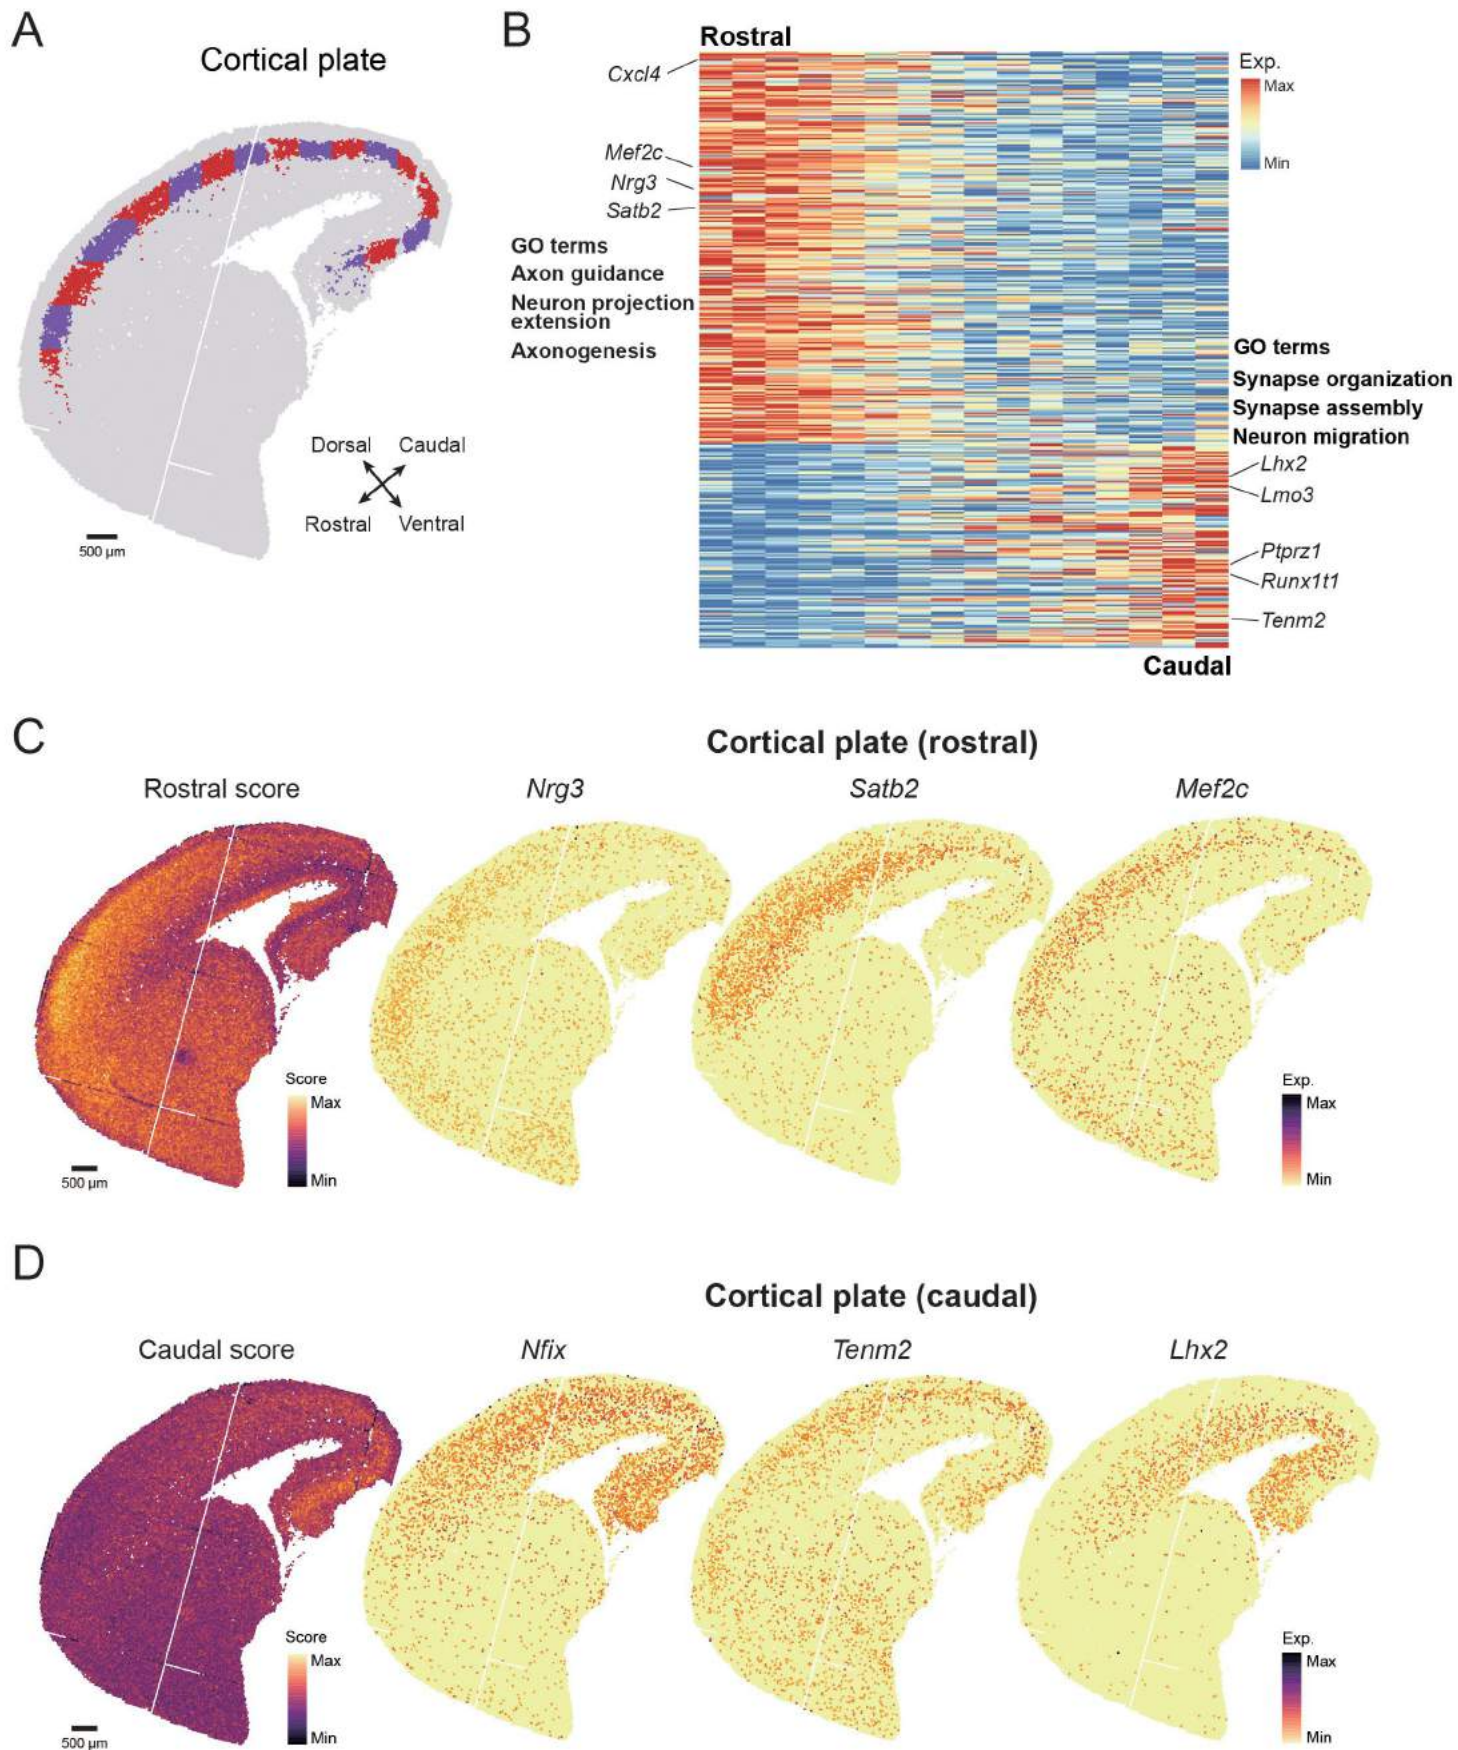 A
Cortical plate
Dorsal Caudal
Rostral Ventral
500 µm
B
Rostral
Cxcl4
Mef2c
Nrg3
Satb2
GO terms
Axon guidance
Neuron projection
extension
Axonogenesis
Exp.
Max
Min
GO terms
Synapse organization
Synapse assembly
Neuron migration
Lhx2
Lmo3
Ptprz1
Runx1t1
Tenm2
Caudal
C
Cortical plate (rostral)
Rostral score
Nrg3
Satb2
Mef2c
Score
Max
Min
500 µm
Exp.
Max
Min
D
Cortical plate (caudal)
Caudal score
Nfix
Tenm2
Lhx2
Score
Max
Min
500 µm
Exp.
Max
Min